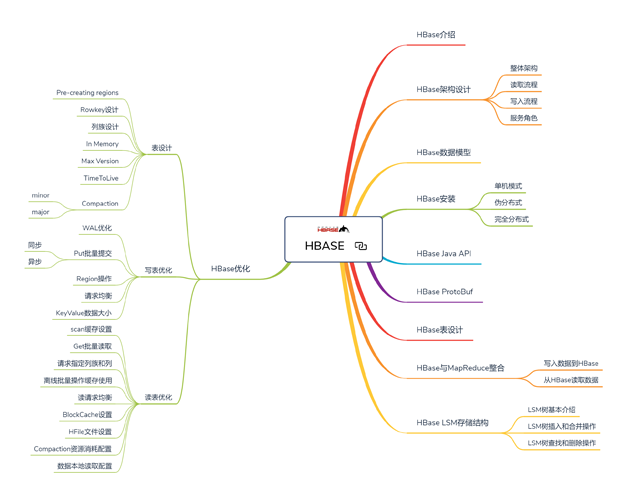 HBASE
HBASE
HBase介绍
HBase架构设计
整体架构
读取流程
写入流程
服务角色
HBase数据模型
HBase安装
单机模式
伪分布式
完全分布式
HBase Java API
HBase ProtoBuf
HBase表设计
HBase与MapReduce整合
写入数据到HBase
从HBase读取数据
HBase LSM存储结构
LSM树基本介绍
LSM树插入和合并操作
LSM树查找和删除操作
HBase优化
表设计
Pre-creating regions
Rowkey设计
列族设计
In Memory
Max Version
TimeToLive
Compaction
minor
major
写表优化
WAL优化
Put批量提交
同步
异步
Region操作
请求均衡
KeyValue数据大小
读表优化
scan缓存设置
Get批量读取
请求指定列族和列
离线批量操作缓存使用
读请求均衡
BlockCache设置
HFile文件设置
Compaction资源消耗配置
数据本地读取配置